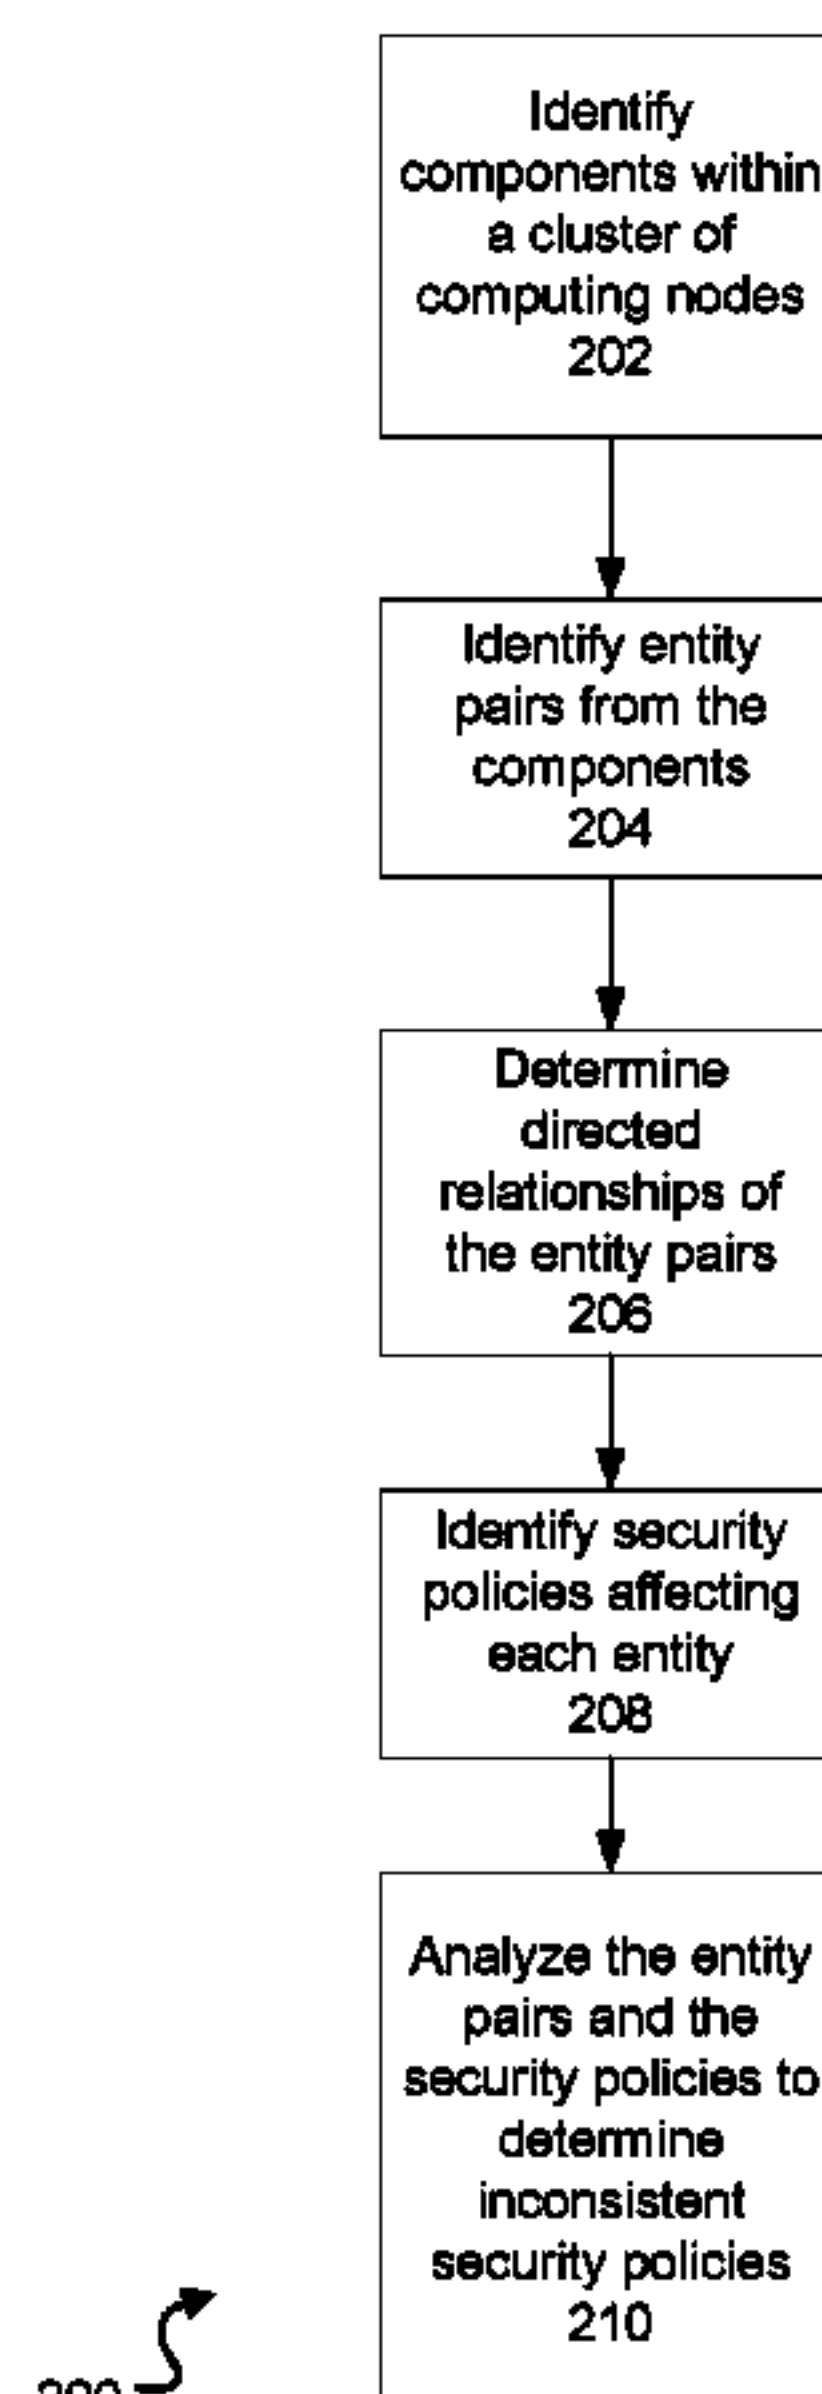 Identify
components within
a cluster of
computing nodes
202
Identify entity
pairs from the
components
204
Determine
directed
relationships of
the entity pairs
206
Identify security
policies affecting
each entity
208
Analyze the entity
pairs and the
security policies to
determine
inconsistent
security policies
210